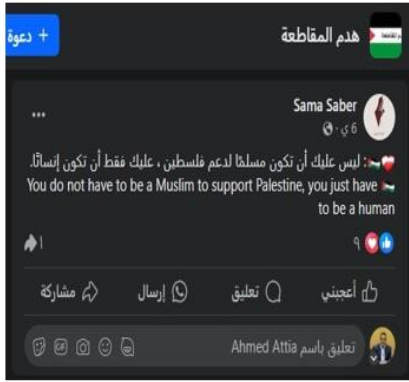 هدم المقاطعة
+ دعوة
Sama Saber
6 ي
❤️🇵🇸: ليس عليك أن تكون مسلمًا لدعم فلسطين ، عليك فقط أن تكون إنسانًا.
🇵🇸 You do not have to be a Muslim to support Palestine, you just have
to be a human
٩
١
أعجبني
تعليق
إرسال
مشاركة
تعليق باسم Ahmed Attia
GIF